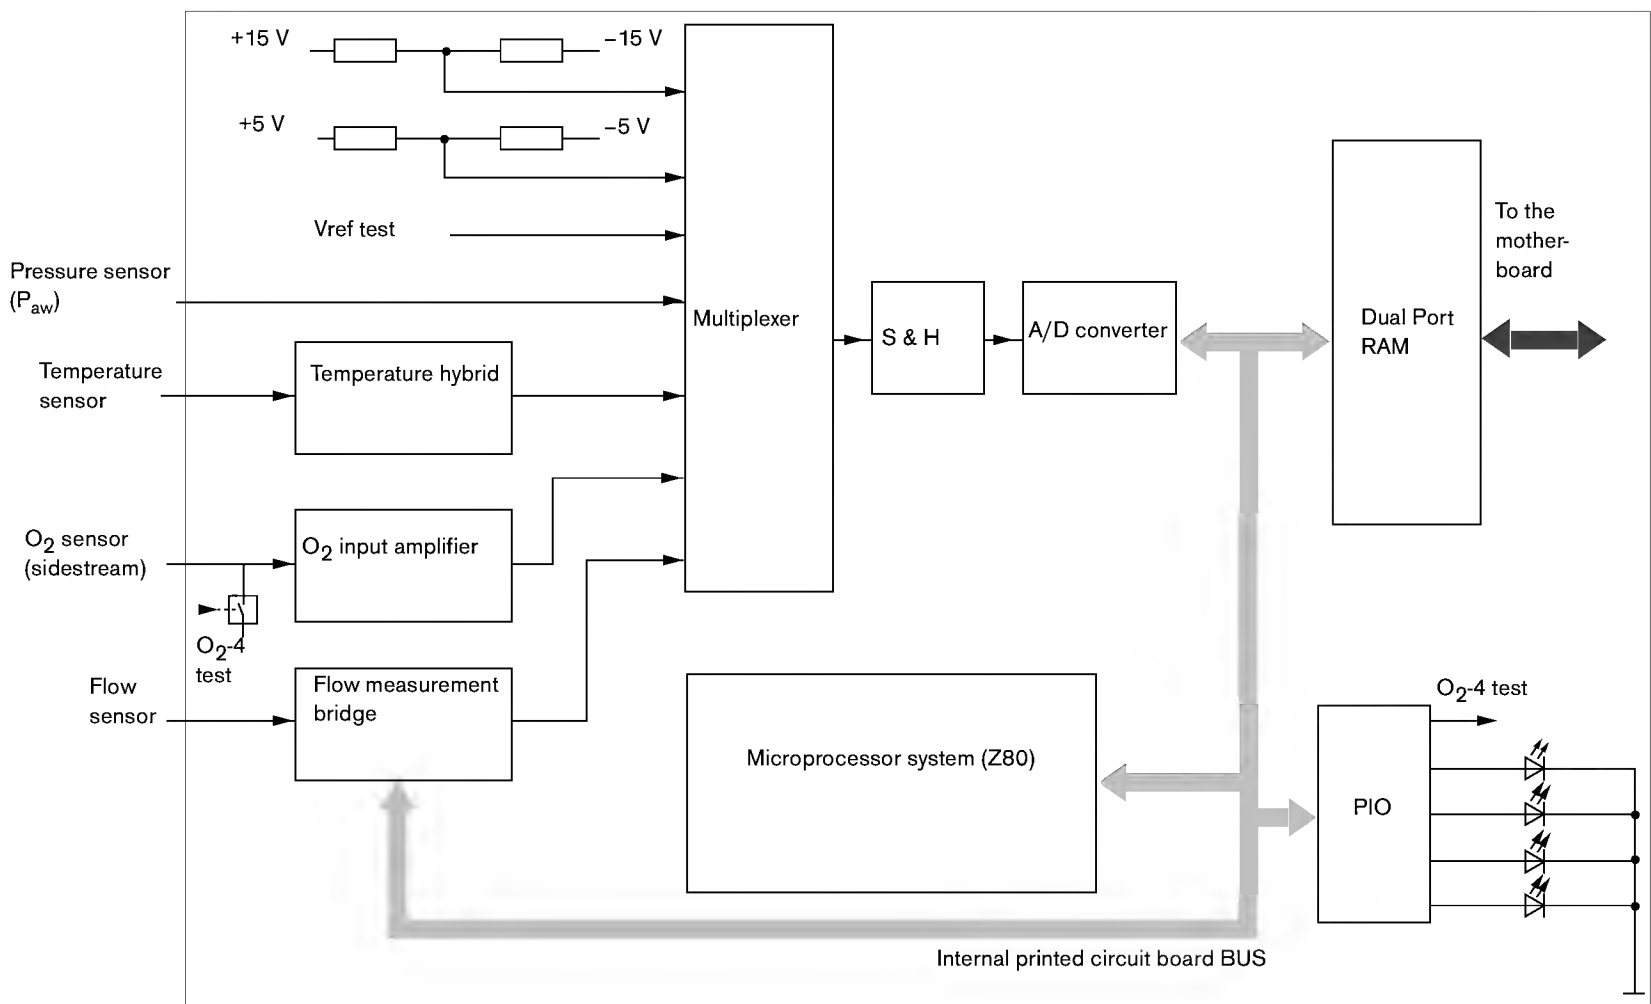 +15 V
–15 V
+5 V
–5 V
Vref test
Pressure sensor
(Paw)
Temperature
sensor
Temperature hybrid
O2 sensor
(sidestream)
O2 input amplifier
O2-4
test
Flow
sensor
Flow measurement
bridge
Multiplexer
S & H
A/D converter
Dual Port
RAM
To the
mother-
board
Microprocessor system (Z80)
PIO
O2-4 test
Internal printed circuit board BUS